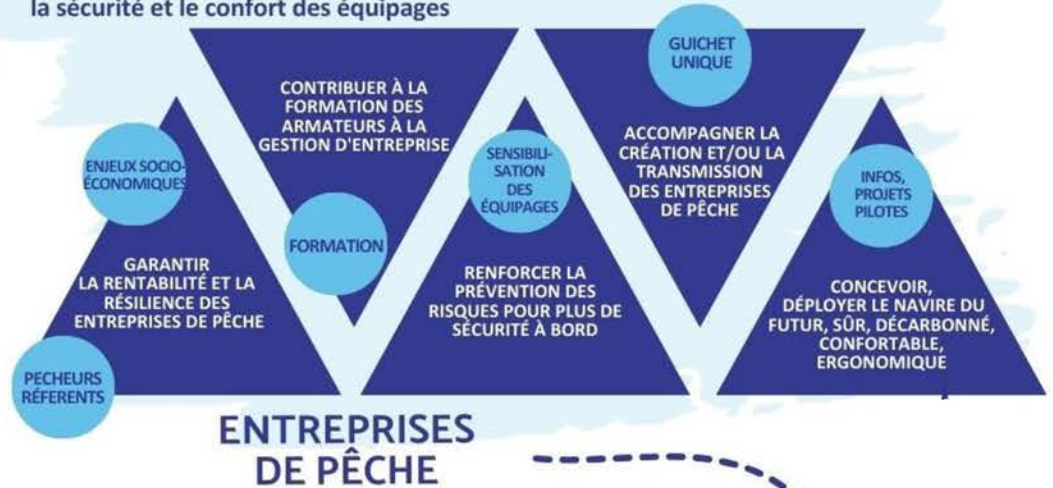 la sécurité et le confort des équipages
ENJEUX SOCIO-
ÉCONOMIQUES
GARANTIR
LA RENTABILITÉ ET LA
RÉSILIENCE DES
ENTREPRISES DE PÊCHE
PECHEURS
RÉFERENTS
CONTRIBUER À LA
FORMATION DES
ARMATEURS À LA
GESTION D'ENTREPRISE
FORMATION
SENSIBILI-
SATION
DES
ÉQUIPAGES
RENFORCER LA
PRÉVENTION DES
RISQUES POUR PLUS DE
SÉCURITÉ À BORD
GUICHET
UNIQUE
ACCOMPAGNER LA
CRÉATION ET/OU LA
TRANSMISSION
DES ENTREPRISES
DE PÊCHE
INFOS,
PROJETS
PILOTES
CONCEVOIR,
DÉPLOYER LE NAVIRE DU
FUTUR, SÛR, DÉCARBONNÉ,
CONFORTABLE,
ERGONOMIQUE
ENTREPRISES
DE PÊCHE